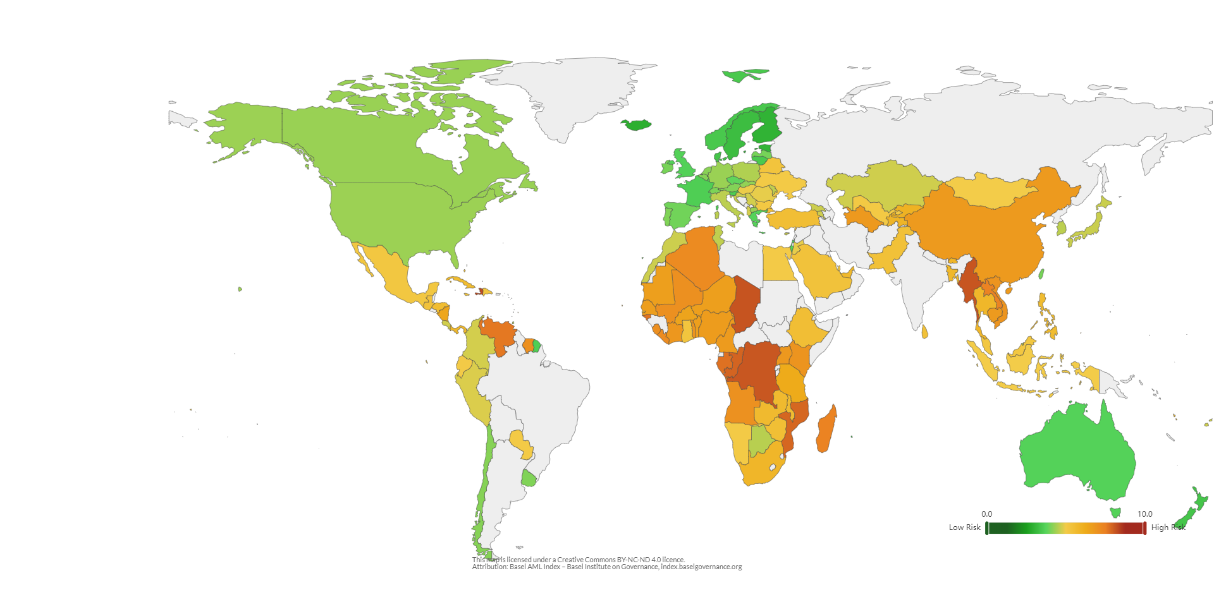 0.0 10.0
Low Risk High Risk
This map is licensed under a Creative Commons BY-NC-ND 4.0 licence.
Attribution: Basel AML Index – Basel Institute on Governance, index.baselgovernance.org